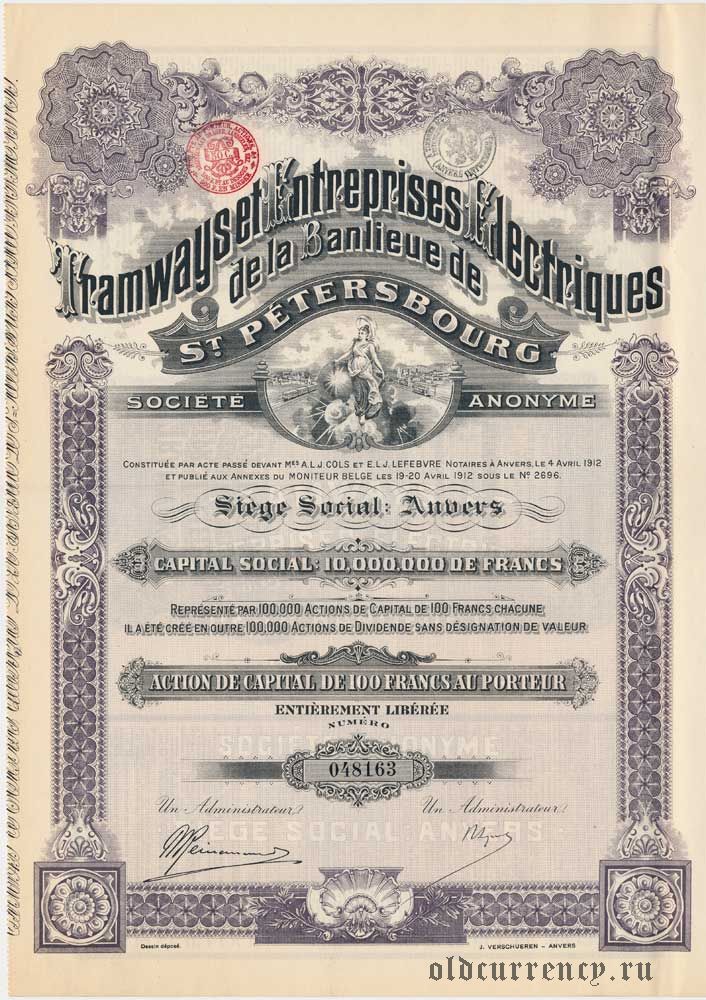 Tramways et Entreprises Electriques
de la Banlieue de
ST. PÉTERSBOURG
SOCIÉTÉ ANONYME
CONSTITUÉE PAR ACTE PASSÉ DEVANT MES A.L.J. COLS ET E.L.J. LEFEBVRE NOTAIRES À ANVERS, LE 4 AVRIL 1912
ET PUBLIÉ AUX ANNEXES DU MONITEUR BELGE LES 19-20 AVRIL 1912 SOUS LE NO 2696.
Siège Social: Anvers
CAPITAL SOCIAL: 10,000,000 DE FRANCS
REPRÉSENTÉ PAR 100,000 ACTIONS DE CAPITAL DE 100 FRANCS CHACUNE
IL A ÉTÉ CRÉÉ EN OUTRE 100,000 ACTIONS DE DIVIDENDE SANS DÉSIGNATION DE VALEUR
ACTION DE CAPITAL DE 100 FRANCS AU PORTEUR
ENTIÈREMENT LIBÉRÉE
NUMÉRO
SOCIÉTÉ ANONYME
048163
Un Administrateur Un Administrateur
SIÈGE SOCIAL: ANVERS
Dessin déposé. J. VERSCHUEREN - ANVERS
oldcurrency.ru